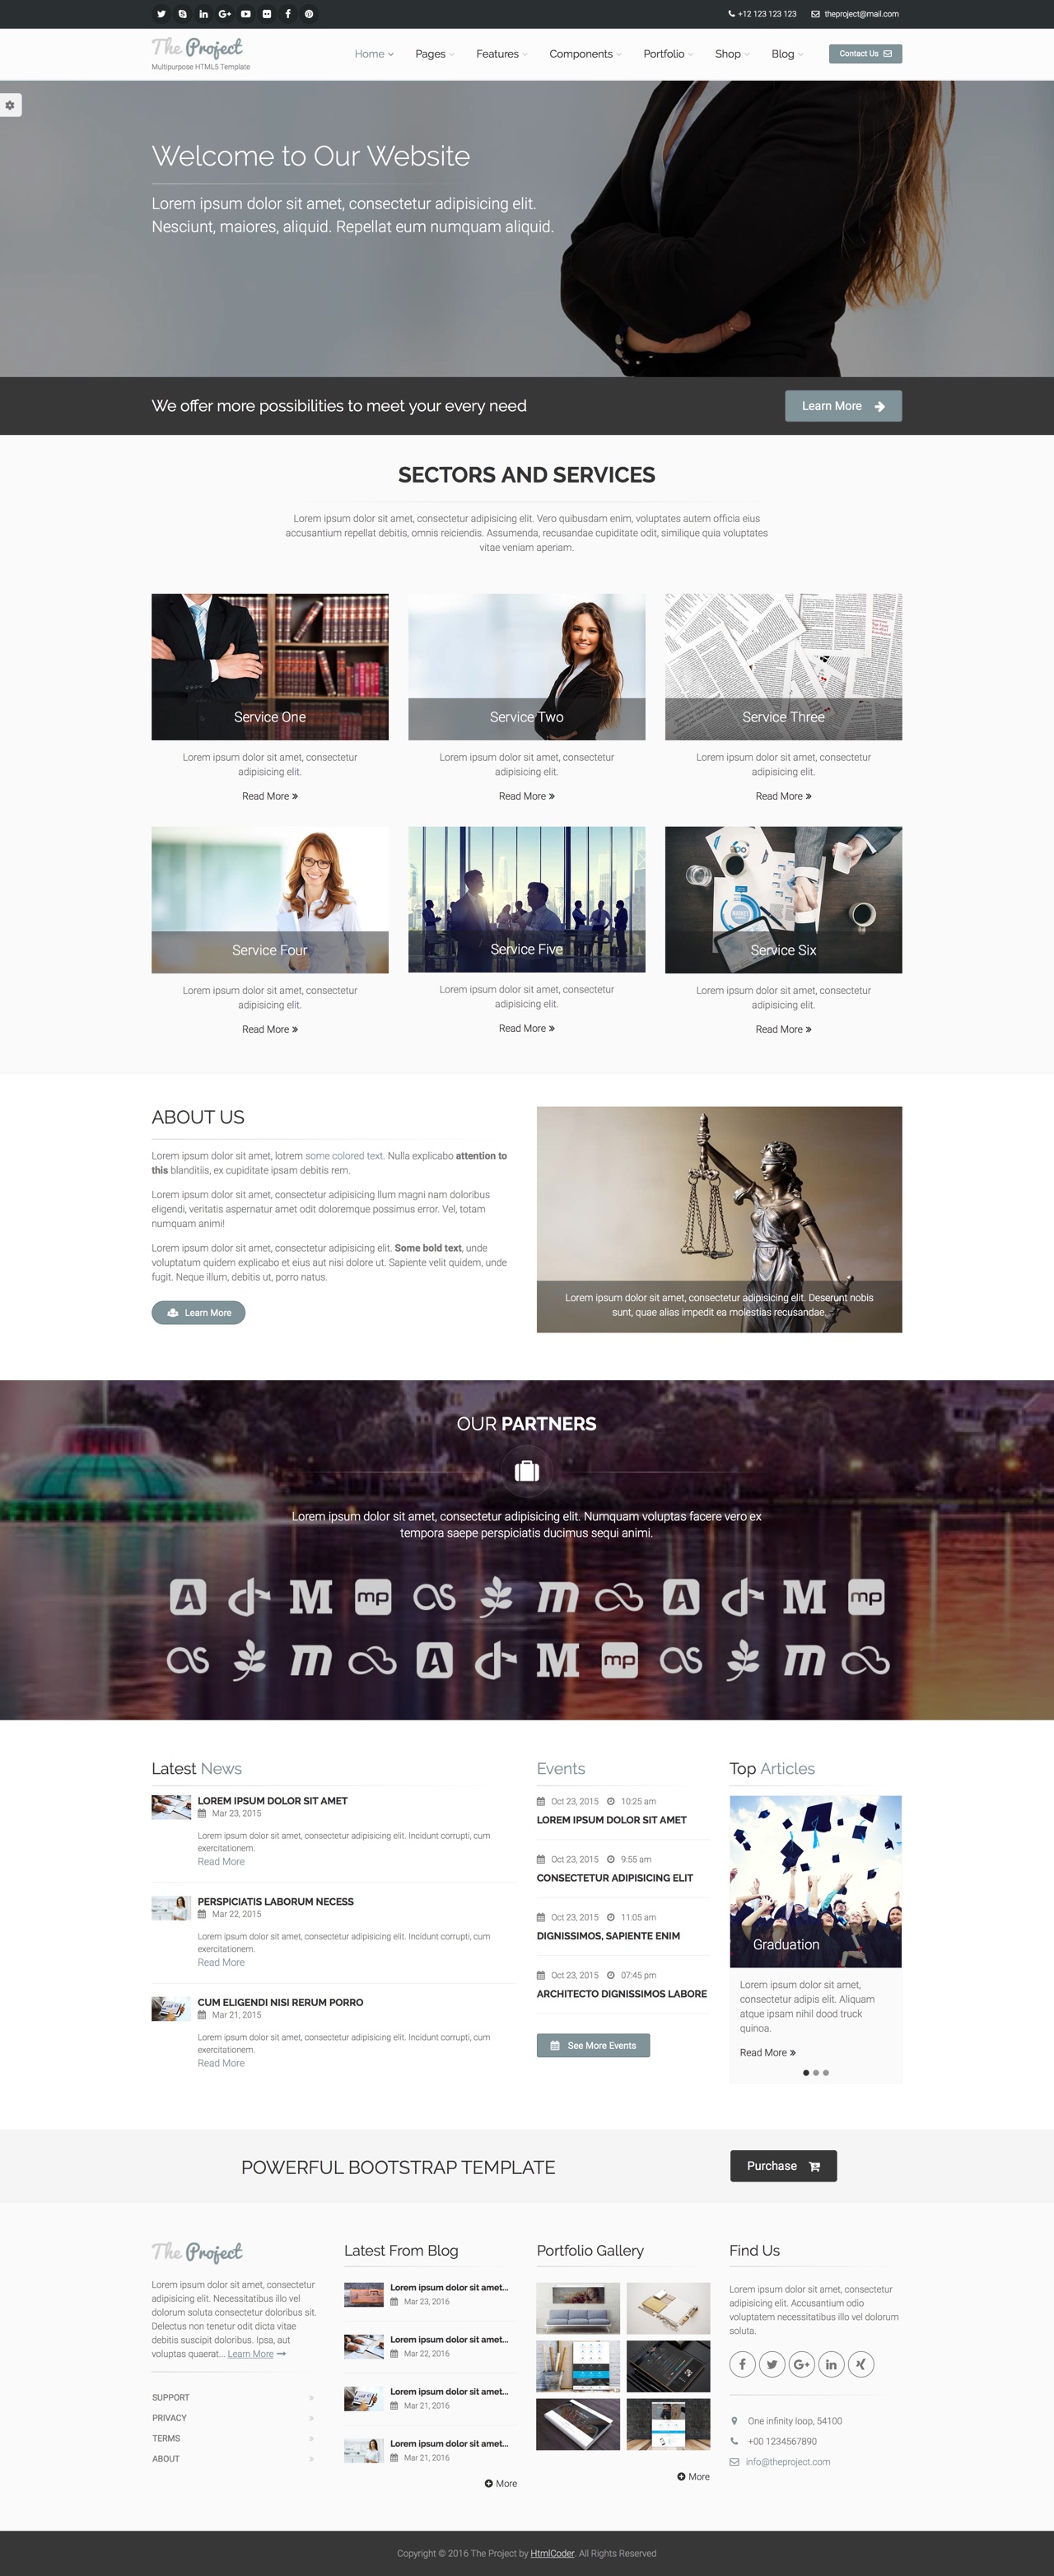 +12 123 123 123 theproject@mail.com
The Project
Multipurpose HTML5 Template
Home Pages Features Components Portfolio Shop Blog Contact Us
Welcome to Our Website
Lorem ipsum dolor sit amet, consectetur adipisicing elit.
Nesciunt, maiores, aliquid. Repellat eum numquam aliquid.
We offer more possibilities to meet your every need
Learn More
SECTORS AND SERVICES
Lorem ipsum dolor sit amet, consectetur adipisicing elit. Vero quibusdam enim, voluptates autem officia eius
accusantium repellat debitis, omnis reiciendis. Assumenda, recusandae cupiditate odit, similique quia voluptates
vitae veniam aperiam.
Service One
Lorem ipsum dolor sit amet, consectetur
adipisicing elit.
Read More »
Service Two
Lorem ipsum dolor sit amet, consectetur
adipisicing elit.
Read More »
Service Three
Lorem ipsum dolor sit amet, consectetur
adipisicing elit.
Read More »
Service Four
Lorem ipsum dolor sit amet, consectetur
adipisicing elit.
Read More »
Service Five
Lorem ipsum dolor sit amet, consectetur
adipisicing elit.
Read More »
Service Six
Lorem ipsum dolor sit amet, consectetur
adipisicing elit.
Read More »
ABOUT US
Lorem ipsum dolor sit amet, lotrem some colored text. Nulla explicabo attention to
this blanditiis, ex cupiditate ipsam debitis rem.
Lorem ipsum dolor sit amet, consectetur adipisicing llum magni nam doloribus
eligendi, veritatis aspernatur amet odit doloremque possimus error. Vel, totam
numquam animi!
Lorem ipsum dolor sit amet, consectetur adipisicing elit. Some bold text, unde
voluptatum quidem explicabo et eius aut nisi dolore ut. Sapiente velit quidem, unde
fugit. Neque illum, debitis ut, porro natus.
Learn More
Lorem ipsum dolor sit amet, consectetur adipisicing elit. Deserunt nobis
sunt, quae alias impedit ea molestias recusandae.
OUR PARTNERS
Lorem ipsum dolor sit amet, consectetur adipisicing elit. Numquam voluptas facere vero ex
tempora saepe perspiciatis ducimus sequi animi.
A d M mp as m A d M mp
as m A d M mp as m
Latest News
LOREM IPSUM DOLOR SIT AMET
Mar 23, 2015
Lorem ipsum dolor sit amet, consectetur adipisicing elit. Incidunt corrupti, cum
exercitationem.
Read More
PERSPICIATIS LABORUM NECESS
Mar 22, 2015
Lorem ipsum dolor sit amet, consectetur adipisicing elit. Incidunt corrupti, cum
exercitationem.
Read More
CUM ELIGENDI NISI RERUM PORRO
Mar 21, 2015
Lorem ipsum dolor sit amet, consectetur adipisicing elit. Incidunt corrupti, cum
exercitationem.
Read More
Events
Oct 23, 2015 10:25 am
LOREM IPSUM DOLOR SIT AMET
Oct 23, 2015 9:55 am
CONSECTETUR ADIPISICING ELIT
Oct 23, 2015 11:05 am
DIGNISSIMOS, SAPIENTE ENIM
Oct 23, 2015 07:45 pm
ARCHITECTO DIGNISSIMOS LABORE
See More Events
Top Articles
Graduation
Lorem ipsum dolor sit amet,
consectetur adipis elit. Aliquam
atque ipsam nihil dood truck
quinoa.
Read More »
POWERFUL BOOTSTRAP TEMPLATE
Purchase
The Project
Lorem ipsum dolor sit amet, consectetur
adipisicing elit. Necessitatibus illo vel
dolorum soluta consectetur doloribus sit.
Delectus non tenetur odit dicta vitae
debitis suscipit doloribus. Ipsa, aut
voluptas quaerat... Learn More
SUPPORT »
PRIVACY »
TERMS »
ABOUT »
Latest From Blog
Lorem ipsum dolor sit amet...
Mar 23, 2016
Lorem ipsum dolor sit amet...
Mar 22, 2016
Lorem ipsum dolor sit amet...
Mar 21, 2016
Lorem ipsum dolor sit amet...
Mar 21, 2016
More
Portfolio Gallery
More
Find Us
Lorem ipsum dolor sit amet, consectetur
adipisicing elit. Accusantium odio
voluptatem necessitatibus illo vel dolorum
soluta.
One infinity loop, 54100
+00 1234567890
info@theproject.com
Copyright © 2016 The Project by HtmlCoder. All Rights Reserved